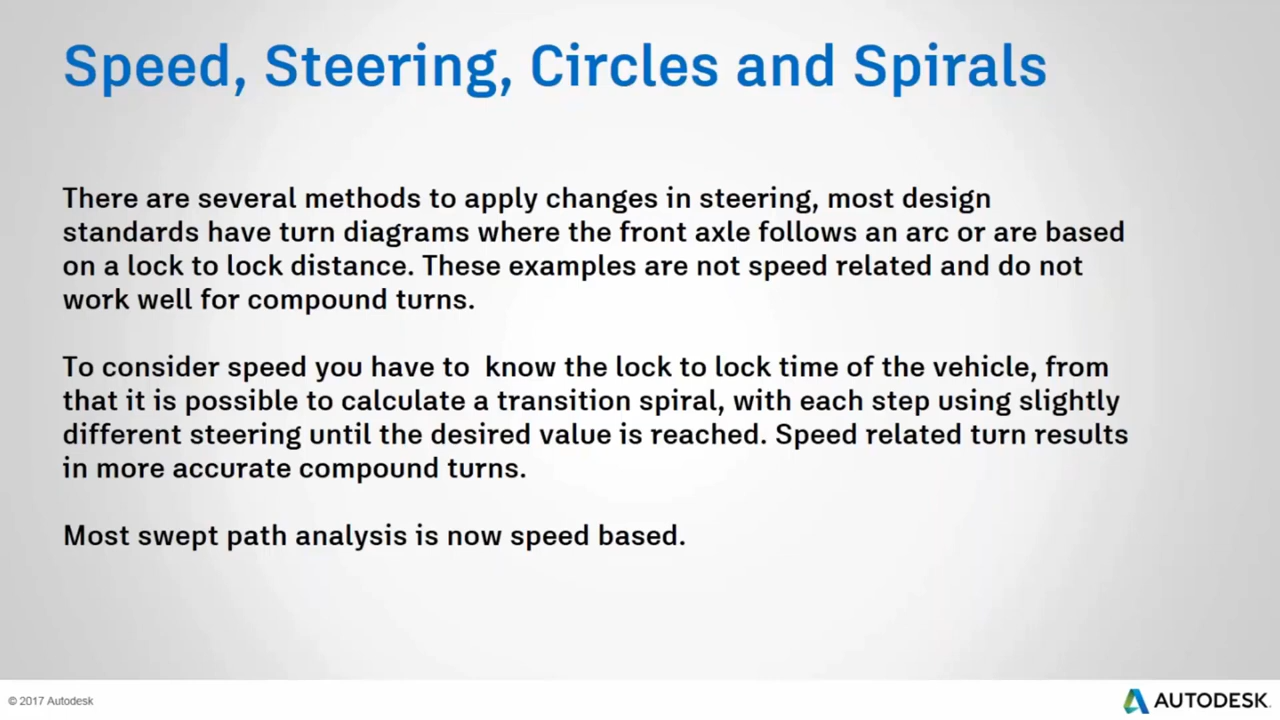 Speed, Steering, Circles and Spirals
There are several methods to apply changes in steering, most design
standards have turn diagrams where the front axle follows an arc or are based
on a lock to lock distance. These examples are not speed related and do not
work well for compound turns.
To consider speed you have to  know the lock to lock time of the vehicle, from
that it is possible to calculate a transition spiral, with each step using slightly
different steering until the desired value is reached. Speed related turn results
in more accurate compound turns.
Most swept path analysis is now speed based.
© 2017 Autodesk
AUTODESK.